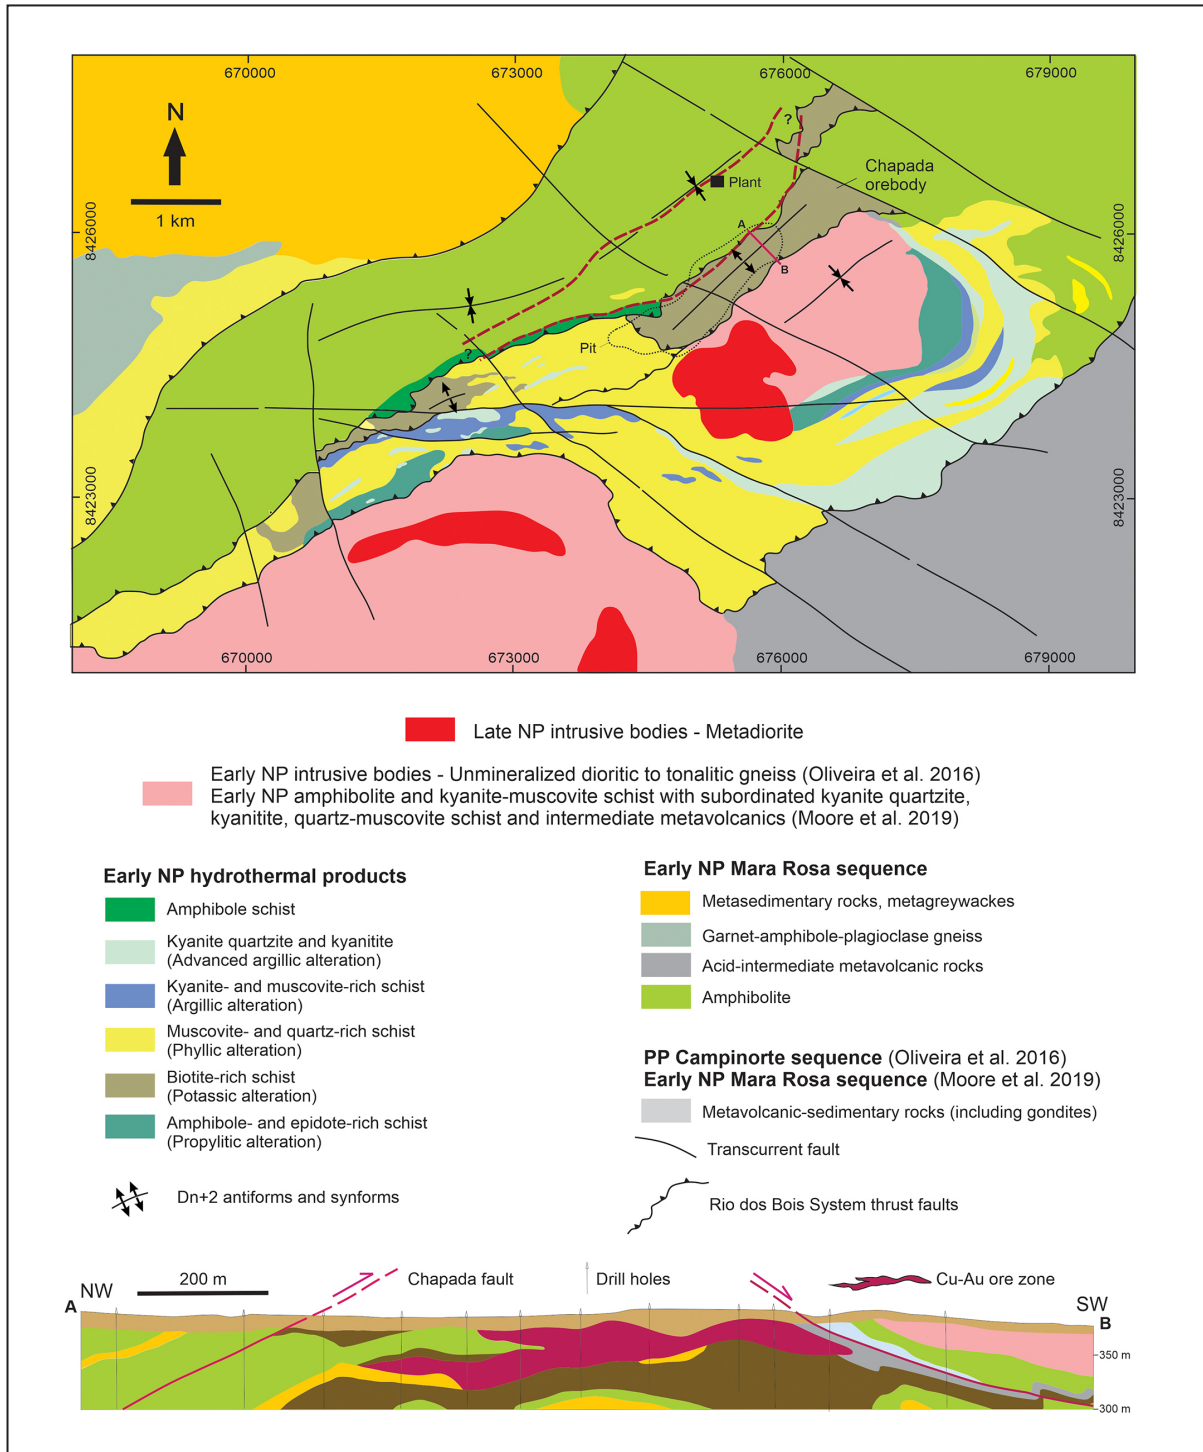 670000
673000
676000
679000
N
1 km
?
Plant
Chapada
orebody
8426000
8426000
A
B
Pit
?
8423000
8423000
670000
673000
676000
679000
Late NP intrusive bodies - Metadiorite
Early NP intrusive bodies - Unmineralized dioritic to tonalitic gneiss (Oliveira et al. 2016)
Early NP amphibolite and kyanite-muscovite schist with subordinated kyanite quartzite,
kyanitite, quartz-muscovite schist and intermediate metavolcanics (Moore et al. 2019)
Early NP hydrothermal products
Amphibole schist
Kyanite quartzite and kyanitite
(Advanced argillic alteration)
Kyanite- and muscovite-rich schist
(Argillic alteration)
Muscovite- and quartz-rich schist
(Phyllic alteration)
Biotite-rich schist
(Potassic alteration)
Amphibole- and epidote-rich schist
(Propylitic alteration)
Dn+2 antiforms and synforms
Early NP Mara Rosa sequence
Metasedimentary rocks, metagreywackes
Garnet-amphibole-plagioclase gneiss
Acid-intermediate metavolcanic rocks
Amphibolite
PP Campinorte sequence (Oliveira et al. 2016)
Early NP Mara Rosa sequence (Moore et al. 2019)
Metavolcanic-sedimentary rocks (including gondites)
Transcurrent fault
Rio dos Bois System thrust faults
NW
200 m
Chapada fault
Drill holes
Cu-Au ore zone
SW
A
B
350 m
300 m